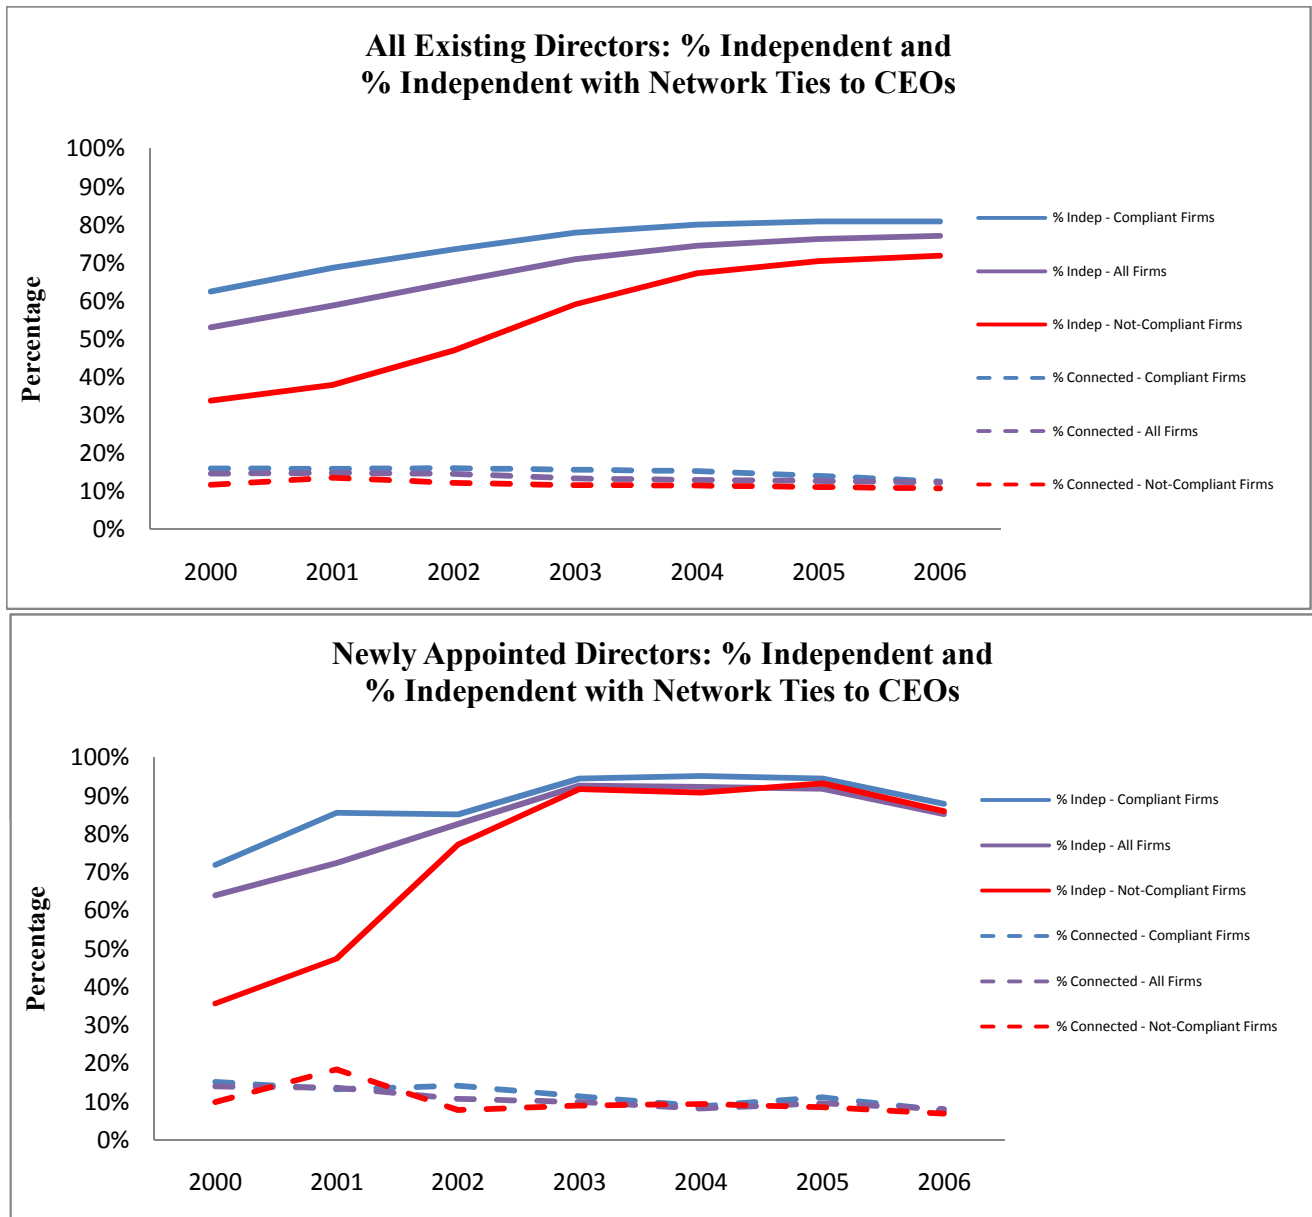 All Existing Directors: % Independent and
% Independent with Network Ties to CEOs
100%
90%
80%
70%
60%
50%
40%
30%
20%
10%
0%
Percentage
2000 2001 2002 2003 2004 2005 2006
% Indep - Compliant Firms
% Indep - All Firms
% Indep - Not-Compliant Firms
% Connected - Compliant Firms
% Connected - All Firms
% Connected - Not-Compliant Firms
Newly Appointed Directors: % Independent and
% Independent with Network Ties to CEOs
100%
90%
80%
70%
60%
50%
40%
30%
20%
10%
0%
Percentage
2000 2001 2002 2003 2004 2005 2006
% Indep - Compliant Firms
% Indep - All Firms
% Indep - Not-Compliant Firms
% Connected - Compliant Firms
% Connected - All Firms
% Connected - Not-Compliant Firms